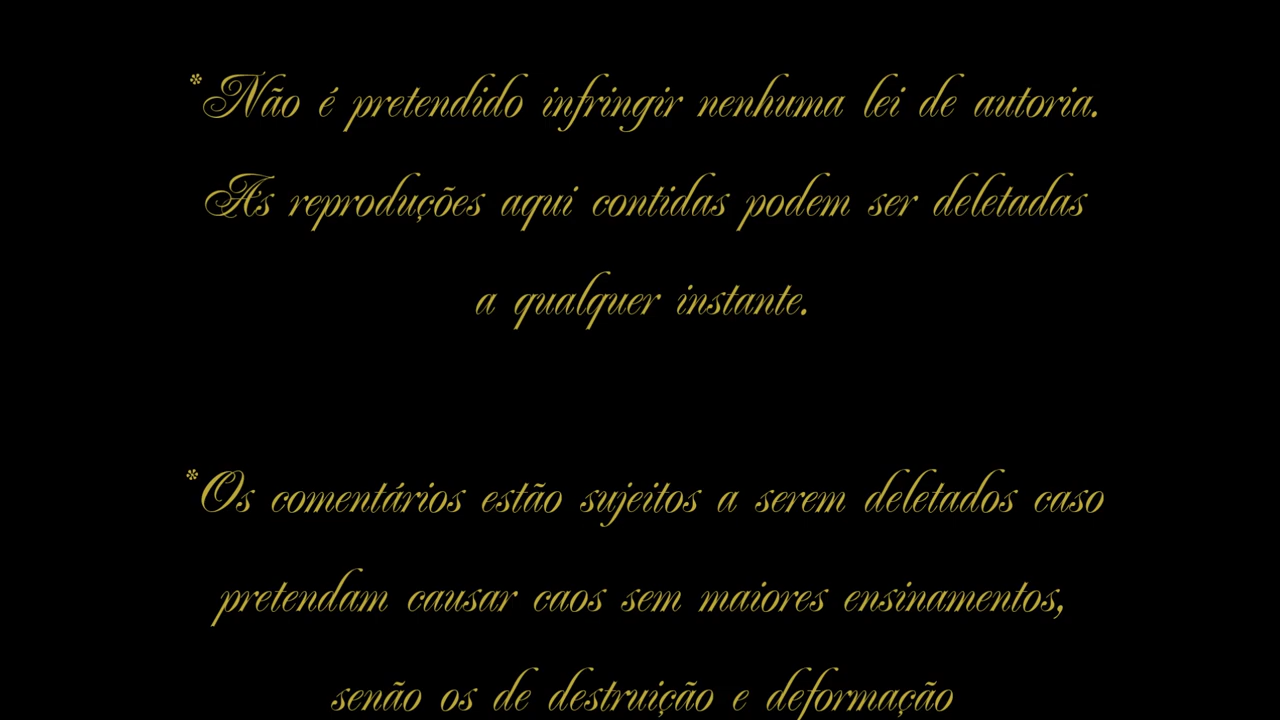 *Não é pretendido infringir nenhuma lei de autoria.
As reproduções aqui contidas podem ser deletadas
a qualquer instante.
*Os comentários estão sujeitos a serem deletados caso
pretendam causar caos sem maiores ensinamentos,
senão os de destruição e deformação